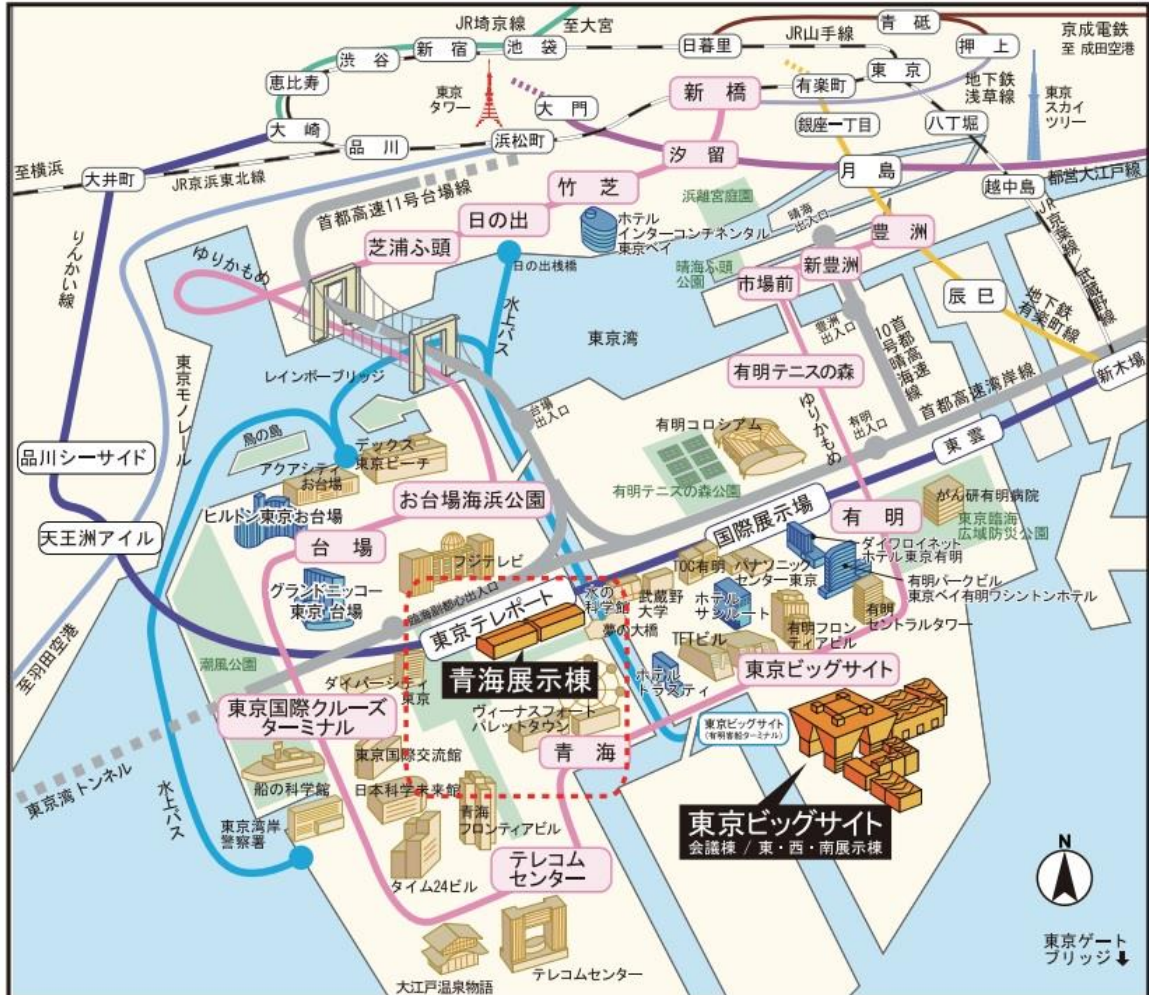 JR埼京線
至大宮
青砥
京成電鉄
至 成田空港
渋谷
新宿
池袋
日暮里
JR山手線
押上
恵比寿
東京
タワー
大門
新橋
有楽町
東京
地下鉄
浅草線
東京
スカイ
ツリー
大崎
品川
浜松町
銀座一丁目
八丁堀
至横浜
大井町
JR京浜東北線
汐留
月島
都営大江戸線
越中島
竹芝
首都高速11号台場線
浜離宮庭園
日の出
ホテル
インターコンチネンタル
東京ベイ
晴海
出入口
豊洲
JR京葉線/武蔵野線
りんかい線
ゆりかもめ
芝浦ふ頭
日の出桟橋
晴海ふ頭
公園
新豊洲
市場前
辰巳
地下鉄
有楽町線
水上バス
東京湾
豊洲
出入口
10号晴海線
首都高速
新木場
東京モノレール
レインボーブリッジ
有明テニスの森
首都高速湾岸線
台場
出入口
ゆりかもめ
有明
出入口
鳥の島
デックス
東京ビーチ
有明コロシアム
東雲
品川シーサイド
アクアシティ
お台場
有明テニスの森公園
お台場海浜公園
国際展示場
有明
がん研有明病院
東京臨海
広域防災公園
ヒルトン東京お台場
天王洲アイル
台場
フジテレビ
TOC有明
パナソニック
センター東京
ダイワロイネット
ホテル東京有明
グランドニッコー
東京 台場
臨海副都心出入口
東京テレポート
水の
科学館
武蔵野
大学
ホテル
サンルート
有明パークビル
東京ベイ有明ワシントンホテル
夢の大橋
有明フロン
ティアビル
有明
セントラルタワー
至羽田空港
潮風公園
青海展示棟
TFTビル
ダイバーシティ
東京
ホテル
トラスティ
東京ビッグサイト
東京国際クルーズ
ターミナル
ヴィーナスフォート
パレットタウン
東京ビッグサイト
(有明客船ターミナル)
東京国際交流館
青海
東京湾トンネル
船の科学館
日本科学未来館
水上バス
水上バス
東京湾岸
警察署
青海
フロンティアビル
東京ビッグサイト
会議棟 / 東・西・南展示棟
タイム24ビル
テレコム
センター
N
大江戸温泉物語
テレコムセンター
東京ゲート
ブリッジ